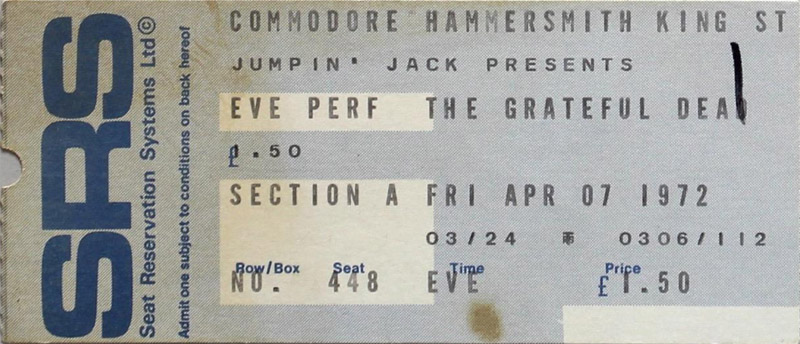 SRS
Seat Reservation Systems Ltd©
Admit one subject to conditions on back hereof
COMMODORE HAMMERSMITH KING ST
JUMPIN' JACK PRESENTS
EVE PERF THE GRATEFUL DEAD
£1.50
SECTION A FRI APR 07 1972
03/24 0306/112
Row/Box Seat Time Price
NO. 448 EVE £1.50